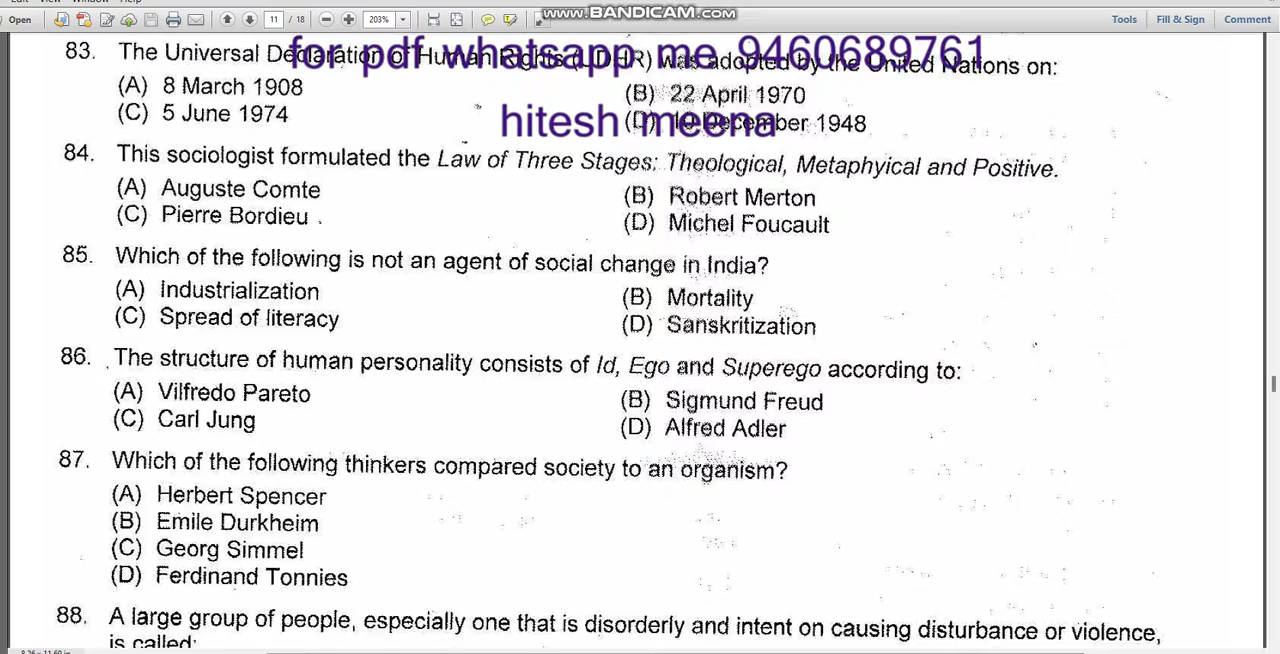 Window Help
www.BANDICAM.com
Open 11 / 18 203% Tools Fill & Sign Comment
for pdf whatsapp me 9460689761
hitesh meena
83. The Universal Declaration of Human Rights (UDHR) was adopted by the United Nations on:
(A) 8 March 1908 (B) 22 April 1970
(C) 5 June 1974 (D) 10 December 1948
84. This sociologist formulated the Law of Three Stages: Theological, Metaphyical and Positive.
(A) Auguste Comte (B) Robert Merton
(C) Pierre Bordieu (D) Michel Foucault
85. Which of the following is not an agent of social change in India?
(A) Industrialization (B) Mortality
(C) Spread of literacy (D) Sanskritization
86. The structure of human personality consists of Id, Ego and Superego according to:
(A) Vilfredo Pareto (B) Sigmund Freud
(C) Carl Jung (D) Alfred Adler
87. Which of the following thinkers compared society to an organism?
(A) Herbert Spencer
(B) Emile Durkheim
(C) Georg Simmel
(D) Ferdinand Tonnies
88. A large group of people, especially one that is disorderly and intent on causing disturbance or violence,
is called:
8.26 x 11.60 in